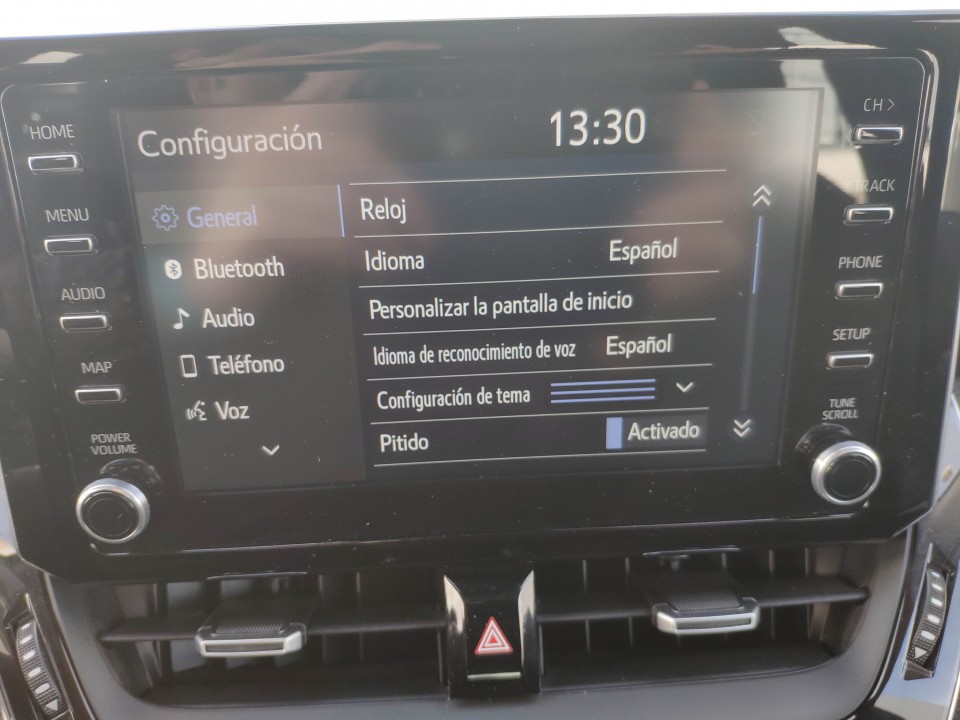 HOME
MENU
AUDIO
MAP
POWER
VOLUME
Configuración
13:30
General
Bluetooth
Audio
Teléfono
Voz
Reloj
Idioma Español
Personalizar la pantalla de inicio
Idioma de reconocimiento de voz Español
Configuración de tema
Pitido Activado
CH >
TRACK
PHONE
SETUP
TUNE
SCROLL